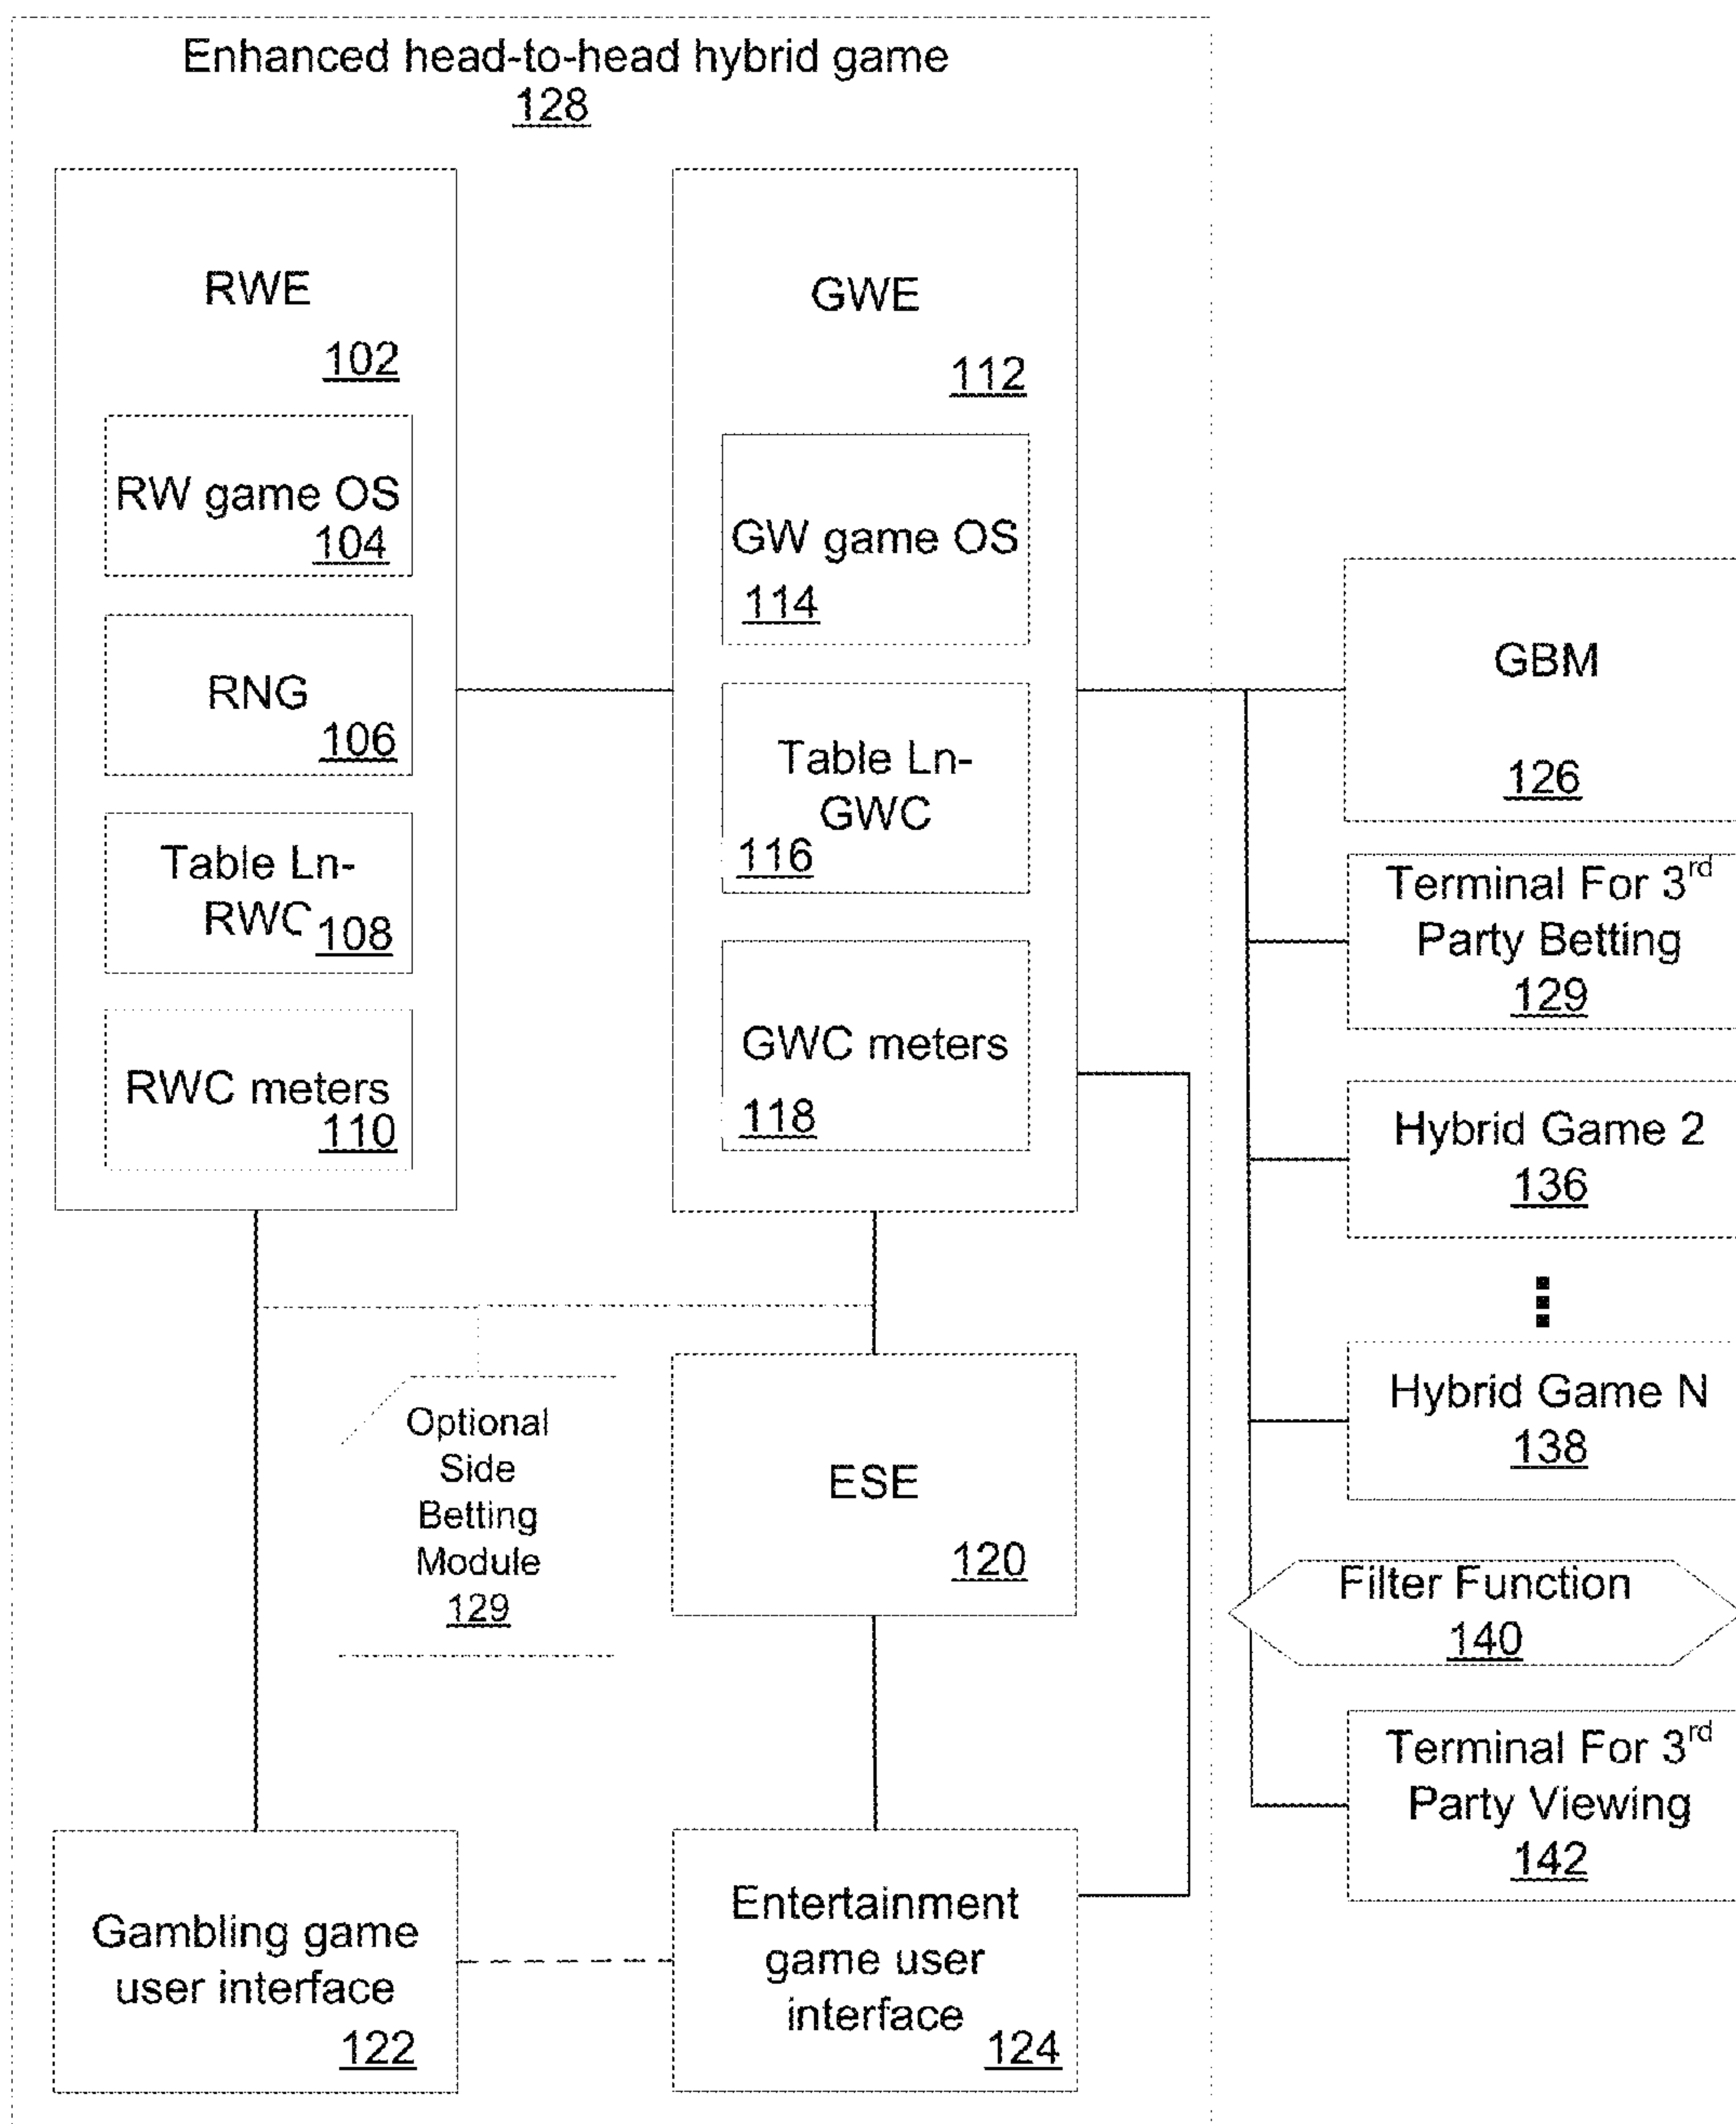 Enhanced head-to-head hybrid game
128
RWE
102
RW game OS
104
RNG
106
Table Ln-
RWC
108
RWC meters
110
GWE
112
GW game OS
114
Table Ln-
GWC
116
GWC meters
118
GBM
126
Terminal For 3rd
Party Betting
129
Hybrid Game 2
136
Hybrid Game N
138
Filter Function
140
Terminal For 3rd
Party Viewing
142
Optional
Side
Betting
Module
129
ESE
120
Gambling game
user interface
122
Entertainment
game user
interface
124